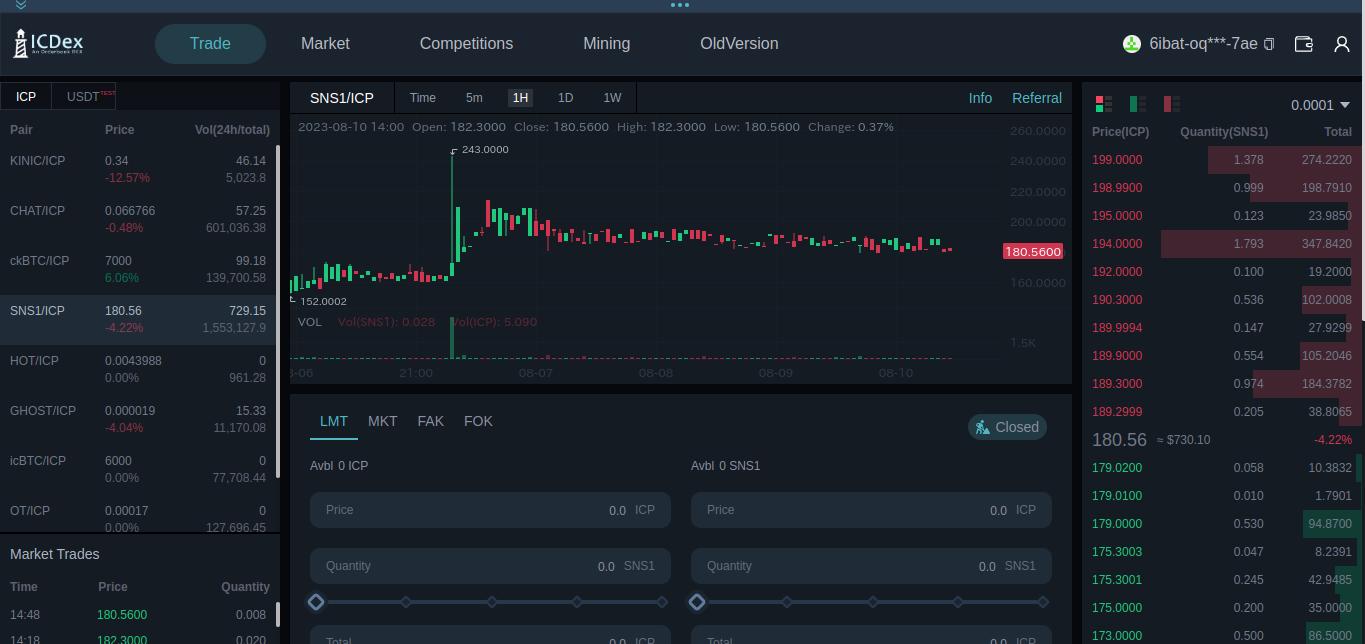 ICDex
An Orderbook DEX
Trade
Market
Competitions
Mining
OldVersion
6ibat-oq***-7ae
ICP
USDT TEST
Pair Price Vol(24h/total)
KINIC/ICP 0.34 46.14
-12.57% 5,023.8
CHAT/ICP 0.066766 57.25
-0.48% 601,036.38
ckBTC/ICP 7000 99.18
6.06% 139,700.58
SNS1/ICP 180.56 729.15
-4.22% 1,553,127.9
HOT/ICP 0.0043988 0
0.00% 961.28
GHOST/ICP 0.000019 15.33
-4.04% 11,170.08
icBTC/ICP 6000 0
0.00% 77,708.44
OT/ICP 0.00017 0
0.00% 127,696.45
Market Trades
Time Price Quantity
14:48 180.5600 0.008
14:18 182.3000 0.020
SNS1/ICP
Time 5m 1H 1D 1W
Info Referral
2023-08-10 14:00 Open: 182.3000 Close: 180.5600 High: 182.3000 Low: 180.5600 Change: 0.37%
260.0000
243.0000
240.0000
220.0000
200.0000
180.5600
160.0000
152.0002
VOL Vol(SNS1): 0.028 Vol(ICP): 5.090
1.5K
8-06 21:00 08-07 08-08 08-09 08-10
LMT MKT FAK FOK
Closed
Avbl 0 ICP
Price 0.0 ICP
Quantity 0.0 SNS1
Total 0.0 ICP
Avbl 0 SNS1
Price 0.0 ICP
Quantity 0.0 SNS1
Total 0.0 ICP
0.0001
Price(ICP) Quantity(SNS1) Total
199.0000 1.378 274.2220
198.9900 0.999 198.7910
195.0000 0.123 23.9850
194.0000 1.793 347.8420
192.0000 0.100 19.2000
190.3000 0.536 102.0008
189.9994 0.147 27.9299
189.9000 0.554 105.2046
189.3000 0.974 184.3782
189.2999 0.205 38.8065
180.56 ≈ $730.10 -4.22%
179.0200 0.058 10.3832
179.0100 0.010 1.7901
179.0000 0.530 94.8700
175.3003 0.047 8.2391
175.3001 0.245 42.9485
175.0000 0.200 35.0000
173.0000 0.500 86.5000